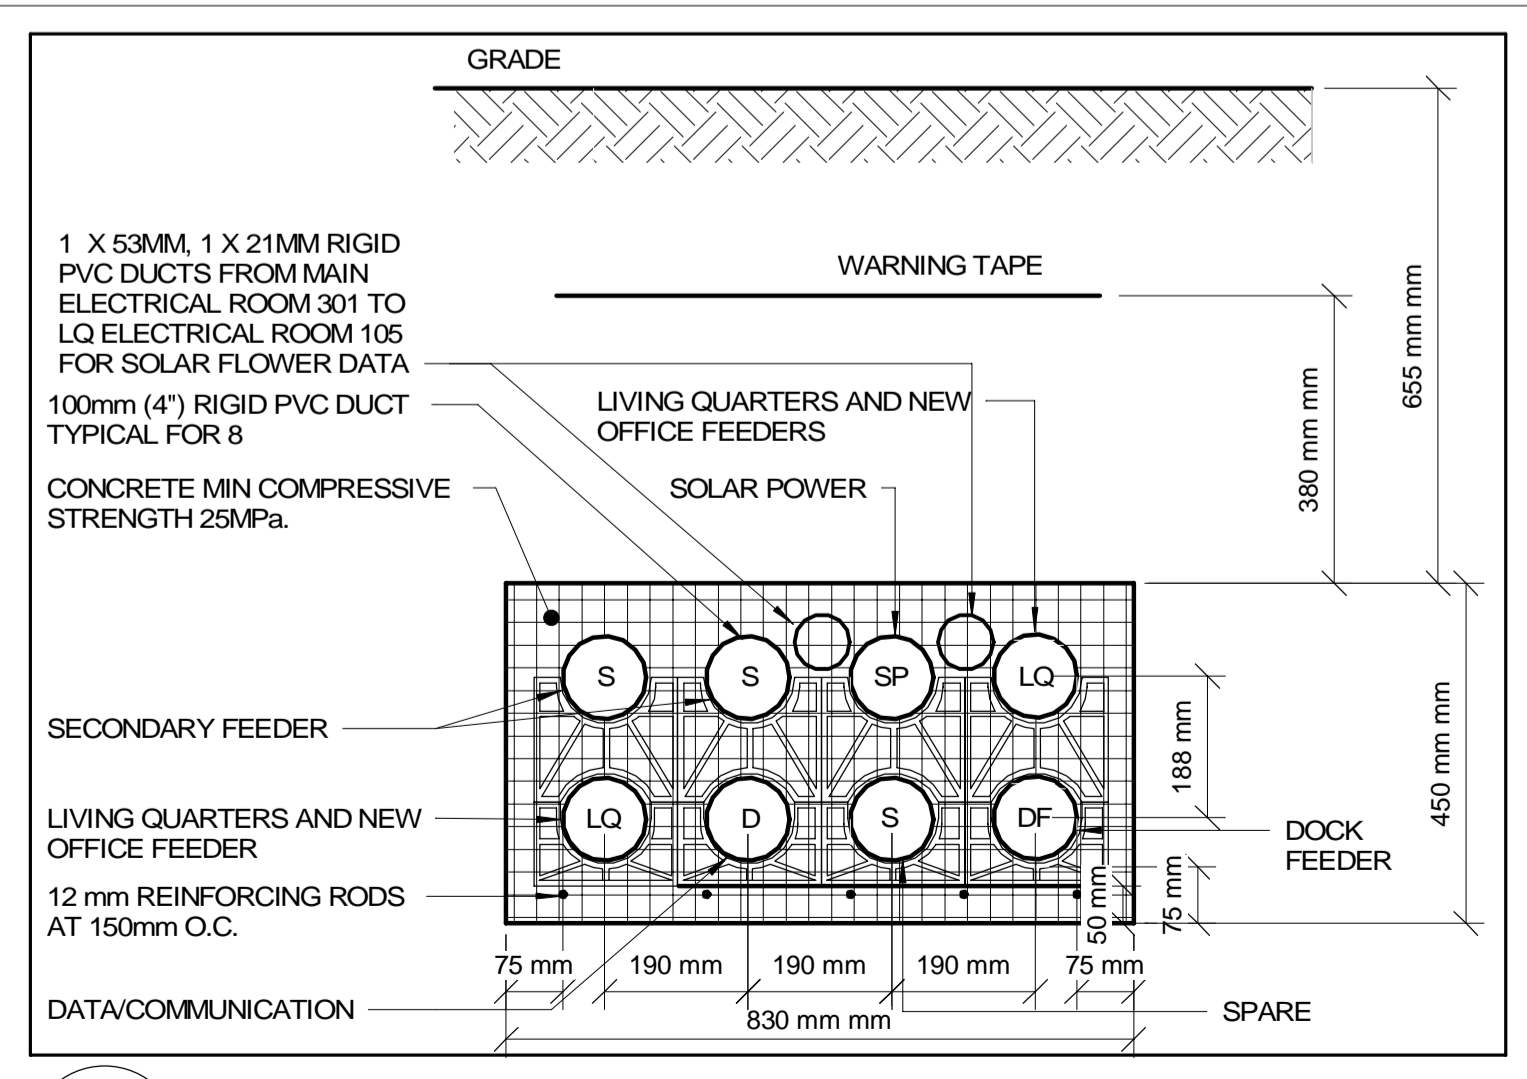 GRADE
1 X 53MM, 1 X 21MM RIGID
PVC DUCTS FROM MAIN
ELECTRICAL ROOM 301 TO
LQ ELECTRICAL ROOM 105
FOR SOLAR FLOWER DATA
WARNING TAPE
655 mm mm
380 mm mm
100mm (4") RIGID PVC DUCT
TYPICAL FOR 8
LIVING QUARTERS AND NEW
OFFICE FEEDERS
CONCRETE MIN COMPRESSIVE
STRENGTH 25MPa.
SOLAR POWER
S
S
SP
LQ
SECONDARY FEEDER
188 mm
450 mm mm
LIVING QUARTERS AND NEW
OFFICE FEEDER
LQ
D
S
DF
DOCK
FEEDER
12 mm REINFORCING RODS
AT 150mm O.C.
50 mm
75 mm
75 mm
190 mm
190 mm
190 mm
75 mm
DATA/COMMUNICATION
830 mm mm
SPARE